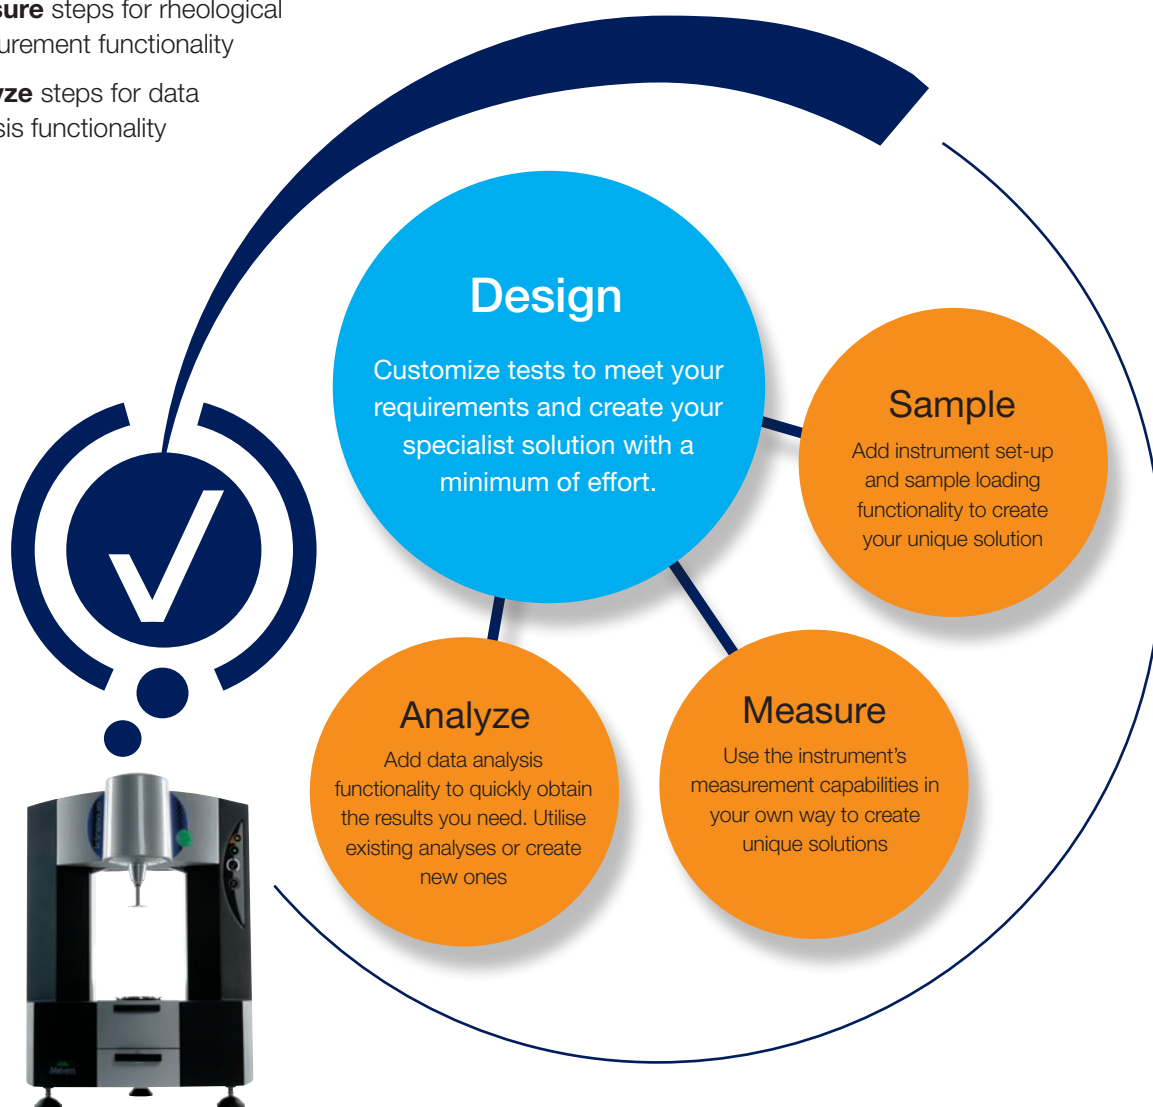 sure steps for rheological
urement functionality
yze steps for data
sis functionality
Design
Customize tests to meet your
requirements and create your
specialist solution with a
minimum of effort.
Sample
Add instrument set-up
and sample loading
functionality to create
your unique solution
Analyze
Add data analysis
functionality to quickly obtain
the results you need. Utilise
existing analyses or create
new ones
Measure
Use the instrument's
measurement capabilities in
your own way to create
unique solutions
Malvern